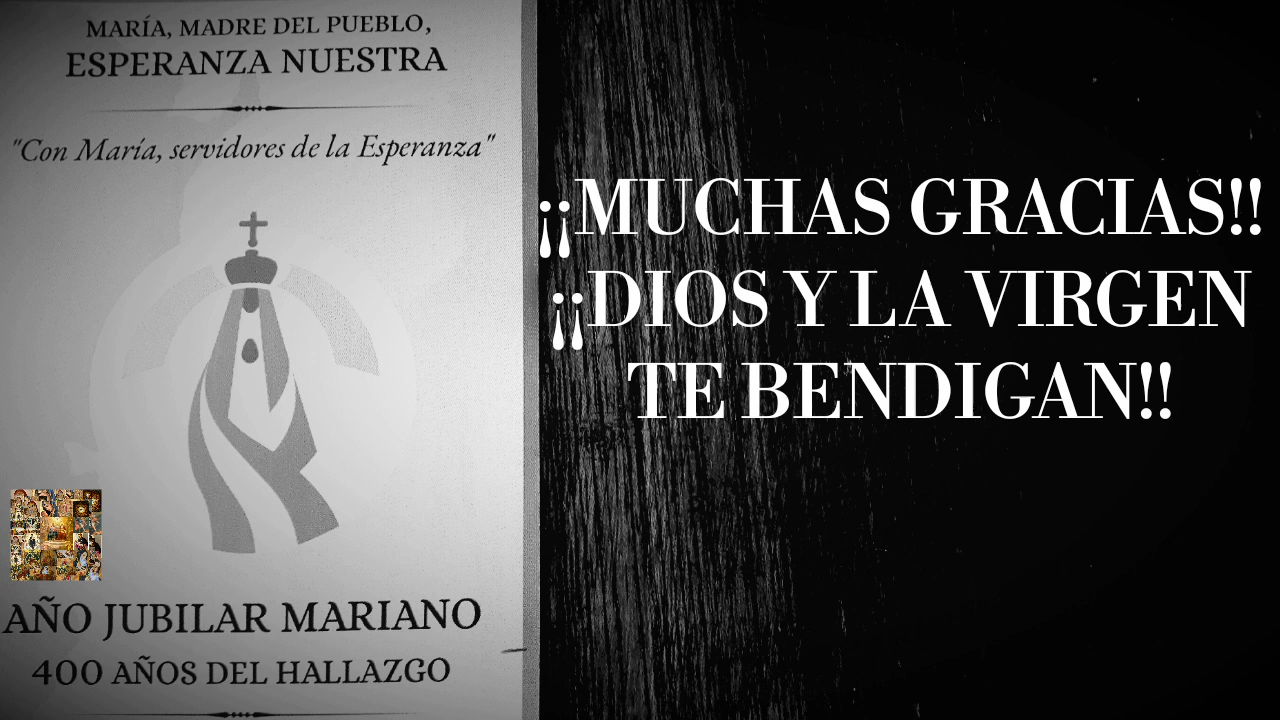 MARÍA, MADRE DEL PUEBLO,
ESPERANZA NUESTRA
"Con María, servidores de la Esperanza"
AÑO JUBILAR MARIANO
400 AÑOS DEL HALLAZGO
¡¡MUCHAS GRACIAS!!
¡¡DIOS Y LA VIRGEN
TE BENDIGAN!!